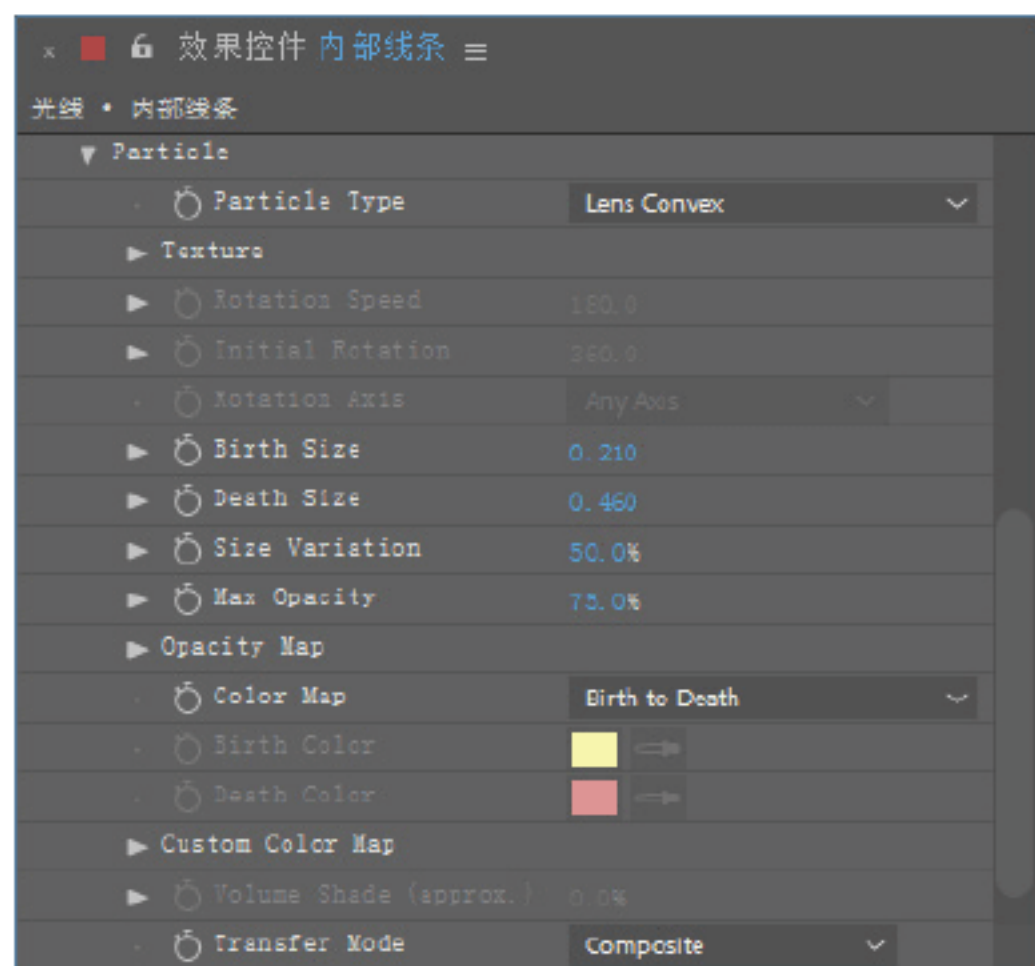 效果控件 内部线条
光线 • 内部线条
Particle
Particle Type Lens Convex
Texture
Rotation Speed 180.0
Initial Rotation 360.0
Rotation Axis Any Axis
Birth Size 0.210
Death Size 0.460
Size Variation 50.0%
Max Opacity 75.0%
Opacity Map
Color Map Birth to Death
Birth Color
Death Color
Custom Color Map
Volume Shade (approx.) 0.0%
Transfer Mode Composite